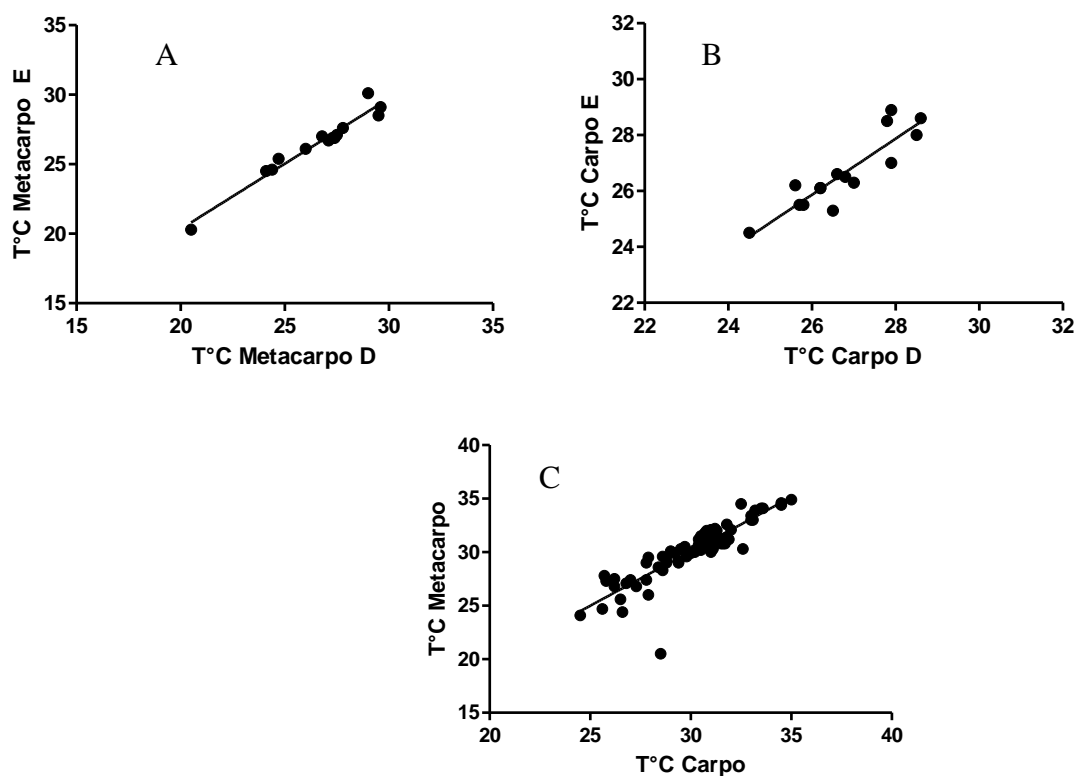 A
T°C Metacarpo E
35
30
25
20
15
15 20 25 30 35
T°C Metacarpo D
B
T°C Carpo E
32
30
28
26
24
22
22 24 26 28 30 32
T°C Carpo D
C
T°C Metacarpo
40
35
30
25
20
15
20 25 30 35 40
T°C Carpo